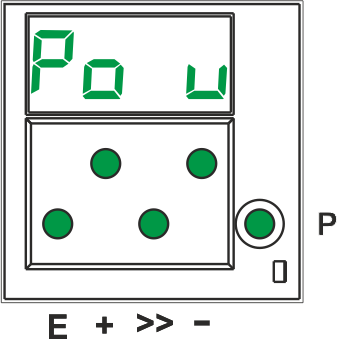 Po u
P
E + >> -